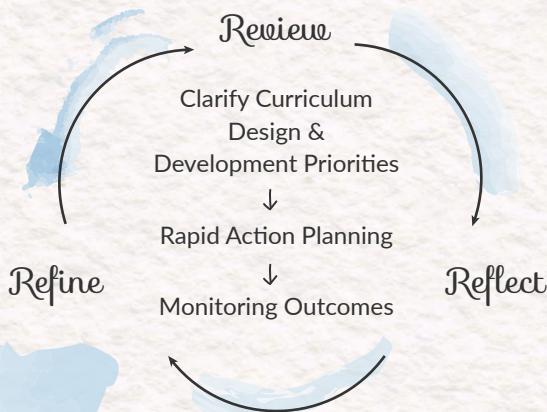 Review
Clarify Curriculum
Design &
Development Priorities
↓
Rapid Action Planning
↓
Monitoring Outcomes
Refine
Reflect